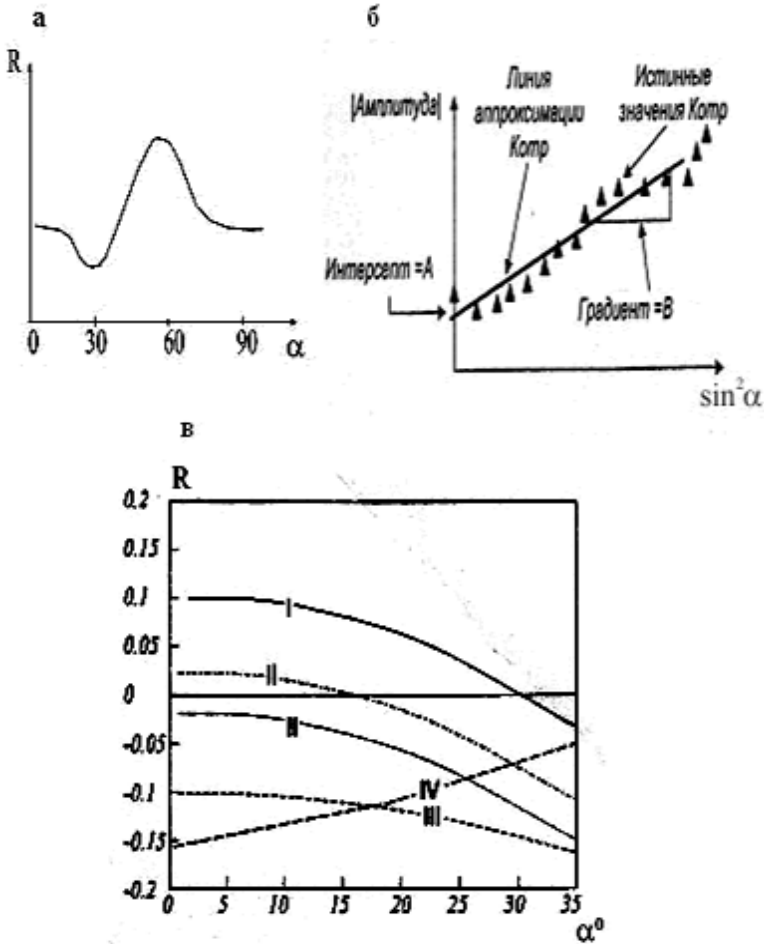 а
R
0 30 60 90 α
б
|Амплитуда|
Линия
аппроксимации
Котр
Истинные
значения Котр
Интерсепт =А
Градиент =В
sin²α
в
R
0.2
0.15
0.1
0.05
0
-0.05
-0.1
-0.15
-0.2
I
II
II
IV
III
0 5 10 15 20 25 30 35
α⁰